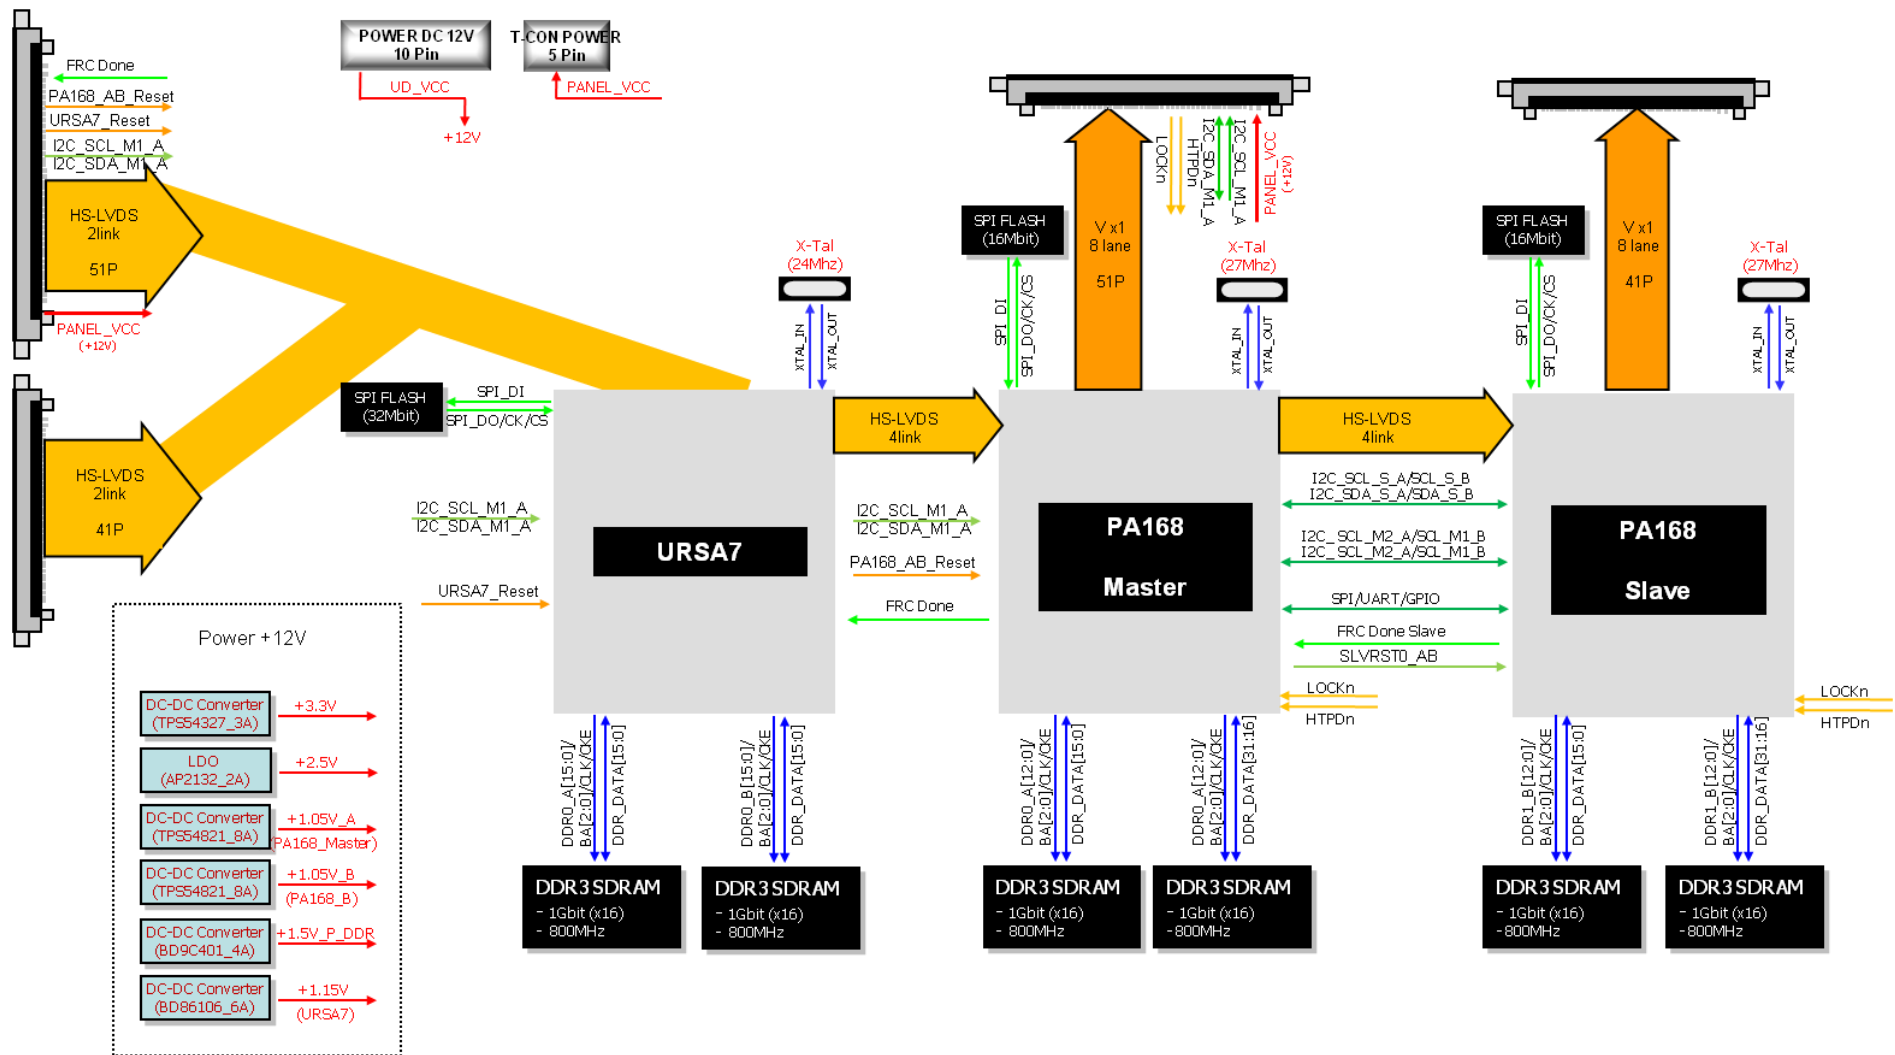 POWER DC 12V
10 Pin
UD_VCC
+12V
T-CON POWER
5 Pin
PANEL_VCC
FRC Done
PA168_AB_Reset
URSA7_Reset
I2C_SCL_M1_A
I2C_SDA_M1_A
HS-LVDS
2link
51P
PANEL_VCC
(+12V)
HS-LVDS
2link
41P
SPI FLASH
(32Mbit)
SPI_DI
SPI_DO/CK/CS
X-Tal
(24Mhz)
XTAL_IN
XTAL_OUT
I2C_SCL_M1_A
I2C_SDA_M1_A
URSA7_Reset
URSA7
HS-LVDS
4link
I2C_SCL_M1_A
I2C_SDA_M1_A
PA168_AB_Reset
FRC Done
SPI FLASH
(16Mbit)
SPI_DI
SPI_DO/CK/CS
V x1
8 lane
51P
LOCKn
HTPDn
I2C_SDA_M1_A
I2C_SCL_M1_A
PANEL_VCC
(+12V)
X-Tal
(27Mhz)
XTAL_IN
XTAL_OUT
PA168
Master
HS-LVDS
4link
I2C_SCL_S_A/SCL_S_B
I2C_SDA_S_A/SDA_S_B
I2C_SCL_M2_A/SCL_M1_B
I2C_SCL_M2_A/SCL_M1_B
SPI/UART/GPIO
FRC Done Slave
SLVRST0_AB
LOCKn
HTPDn
SPI FLASH
(16Mbit)
SPI_DI
SPI_DO/CK/CS
V x1
8 lane
41P
X-Tal
(27Mhz)
XTAL_IN
XTAL_OUT
PA168
Slave
LOCKn
HTPDn
Power +12V
DC-DC Converter
(TPS54327_3A)
+3.3V
LDO
(AP2132_2A)
+2.5V
DC-DC Converter
(TPS54821_8A)
+1.05V_A
(PA168_Master)
DC-DC Converter
(TPS54821_8A)
+1.05V_B
(PA168_B)
DC-DC Converter
(BD9C401_4A)
+1.5V_P_DDR
DC-DC Converter
(BD86106_6A)
+1.15V
(URSA7)
DDR0_A[15:0]/
BA[2:0]/CLK/CKE
DDR_DATA[15:0]
DDR0_B[15:0]/
BA[2:0]/CLK/CKE
DDR_DATA[15:0]
DDR0_A[12:0]/
BA[2:0]/CLK/CKE
DDR_DATA[15:0]
DDR0_A[12:0]/
BA[2:0]/CLK/CKE
DDR_DATA[31:16]
DDR1_B[12:0]/
BA[2:0]/CLK/CKE
DDR_DATA[15:0]
DDR1_B[12:0]/
BA[2:0]/CLK/CKE
DDR_DATA[31:16]
DDR3 SDRAM
- 1Gbit (x16)
- 800MHz
DDR3 SDRAM
- 1Gbit (x16)
- 800MHz
DDR3 SDRAM
- 1Gbit (x16)
- 800MHz
DDR3 SDRAM
- 1Gbit (x16)
-800MHz
DDR3 SDRAM
- 1Gbit (x16)
-800MHz
DDR3 SDRAM
- 1Gbit (x16)
-800MHz